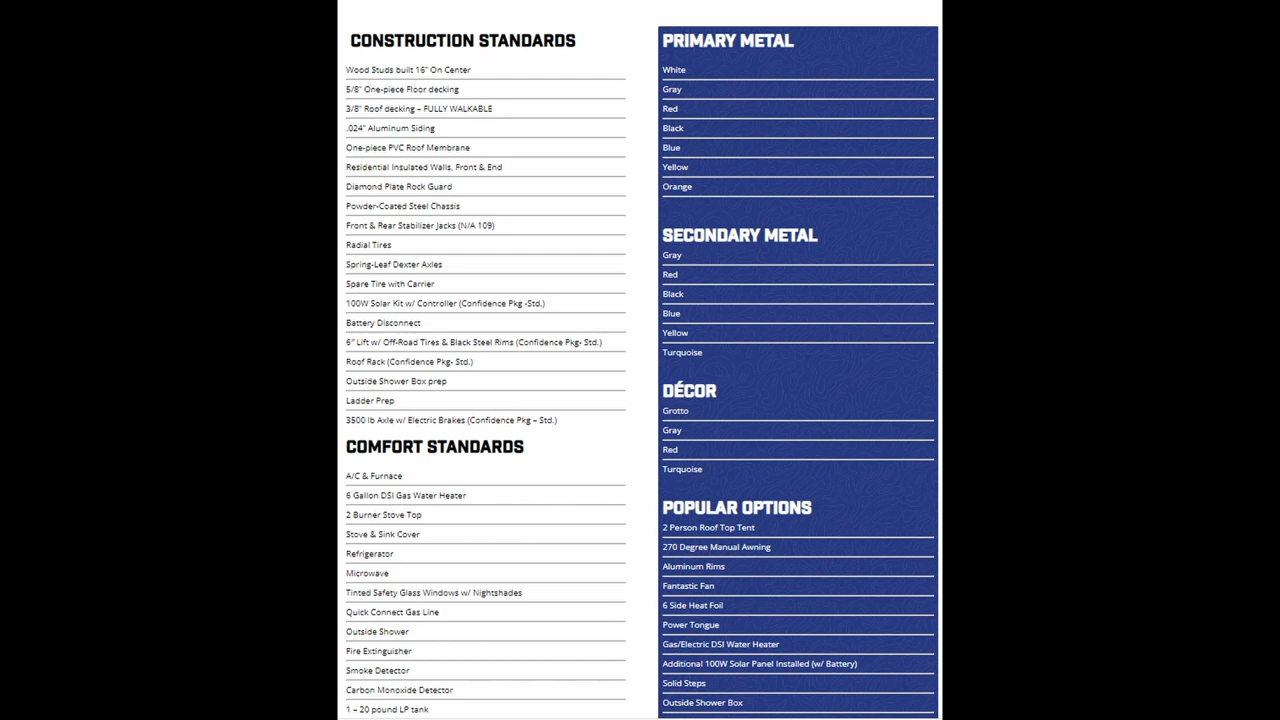 CONSTRUCTION STANDARDS
Wood Studs built 16" On Center
5/8" One-piece Floor decking
3/8" Roof decking – FULLY WALKABLE
.024" Aluminum Siding
One-piece PVC Roof Membrane
Residential Insulated Walls, Front & End
Diamond Plate Rock Guard
Powder-Coated Steel Chassis
Front & Rear Stabilizer Jacks (N/A 109)
Radial Tires
Spring-Leaf Dexter Axles
Spare Tire with Carrier
100W Solar Kit w/ Controller (Confidence Pkg -Std.)
Battery Disconnect
6" Lift w/ Off-Road Tires & Black Steel Rims (Confidence Pkg- Std.)
Roof Rack (Confidence Pkg- Std.)
Outside Shower Box prep
Ladder Prep
3500 lb Axle w/ Electric Brakes (Confidence Pkg – Std.)
COMFORT STANDARDS
A/C & Furnace
6 Gallon DSI Gas Water Heater
2 Burner Stove Top
Stove & Sink Cover
Refrigerator
Microwave
Tinted Safety Glass Windows w/ Nightshades
Quick Connect Gas Line
Outside Shower
Fire Extinguisher
Smoke Detector
Carbon Monoxide Detector
1 – 20 pound LP tank
PRIMARY METAL
White
Gray
Red
Black
Blue
Yellow
Orange
SECONDARY METAL
Gray
Red
Black
Blue
Yellow
Turquoise
DÉCOR
Grotto
Gray
Red
Turquoise
POPULAR OPTIONS
2 Person Roof Top Tent
270 Degree Manual Awning
Aluminum Rims
Fantastic Fan
6 Side Heat Foil
Power Tongue
Gas/Electric DSI Water Heater
Additional 100W Solar Panel Installed (w/ Battery)
Solid Steps
Outside Shower Box